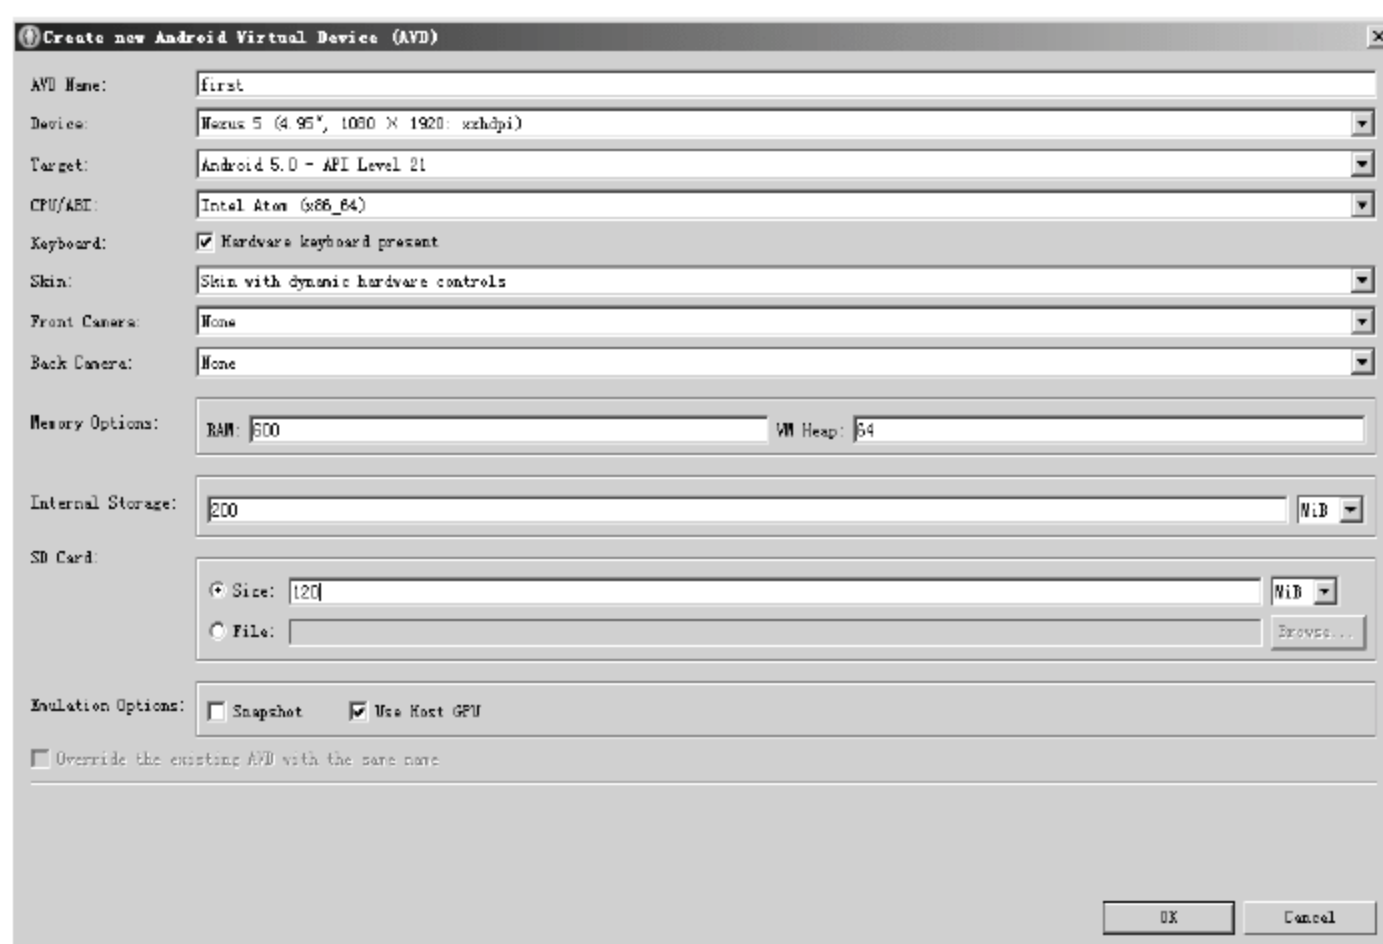 Create new Android Virtual Device (AVD)
AVD Name: first
Device: Nexus 5 (4.95", 1080 × 1920: xxhdpi)
Target: Android 5.0 - API Level 21
CPU/ABI: Intel Atom (x86_64)
Keyboard: Hardware keyboard present
Skin: Skin with dynamic hardware controls
Front Camera: None
Back Camera: None
Memory Options: RAM: 600 VM Heap: 64
Internal Storage: 200 MiB
SD Card:
Size: 120 MiB
File: Browse...
Emulation Options: Snapshot Use Host GPU
Override the existing AVD with the same name
OK Cancel